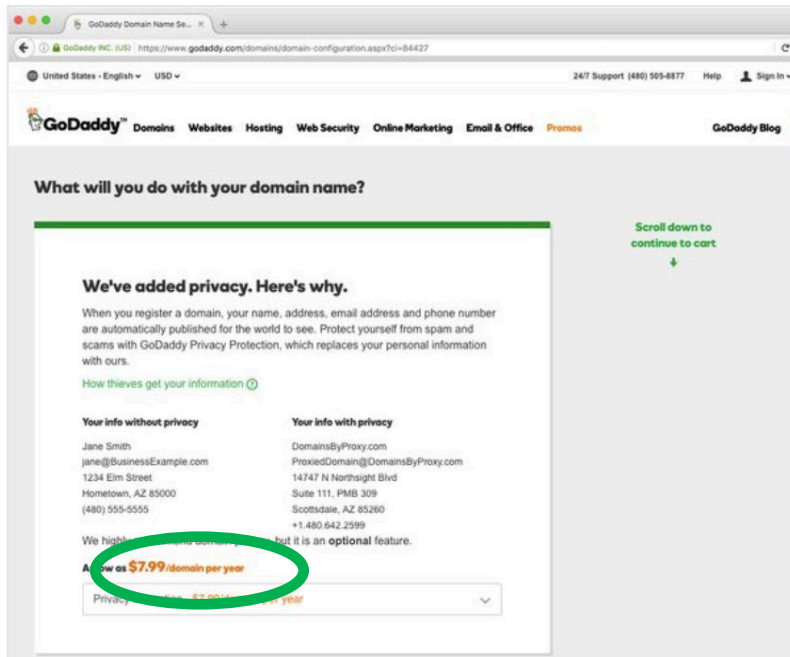 GoDaddy Domain Name Se... × +
GoDaddy INC. (US) https://www.godaddy.com/domains/domain-configuration.aspx?ci=84427
United States - English USD 24/7 Support (480) 505-8877 Help Sign In
GoDaddy™ Domains Websites Hosting Web Security Online Marketing Email & Office Promos GoDaddy Blog
What will you do with your domain name?
Scroll down to
continue to cart
We've added privacy. Here's why.
When you register a domain, your name, address, email address and phone number
are automatically published for the world to see. Protect yourself from spam and
scams with GoDaddy Privacy Protection, which replaces your personal information
with ours.
How thieves get your information ?
Your info without privacy
Jane Smith
jane@BusinessExample.com
1234 Elm Street
Hometown, AZ 85000
(480) 555-5555
Your info with privacy
DomainsByProxy.com
ProxiedDomain@DomainsByProxy.com
14747 N Northsight Blvd
Suite 111, PMB 309
Scottsdale, AZ 85260
+1.480.642.2599
We but it is an optional feature.
as $7.99/domain per year
Privacy year